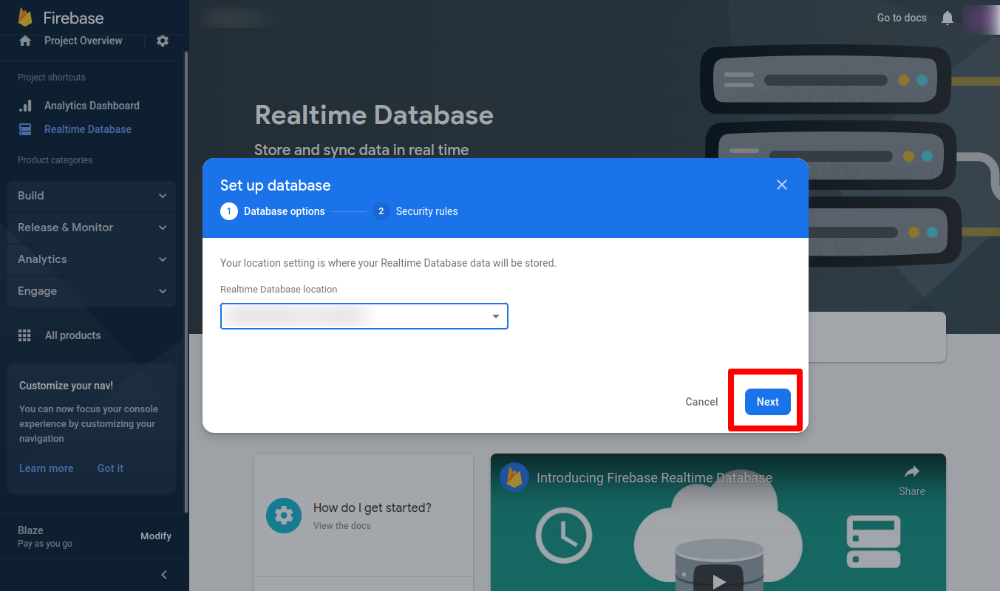 Firebase
Project Overview
Project shortcuts
Analytics Dashboard
Realtime Database
Product categories
Build
Release & Monitor
Analytics
Engage
All products
Customize your nav!
You can now focus your console
experience by customizing your
navigation
Learn more Got it
Blaze
Pay as you go
Modify
Go to docs
Realtime Database
Store and sync data in real time
Set up database
1 Database options 2 Security rules
Your location setting is where your Realtime Database data will be stored.
Realtime Database location
Cancel Next
How do I get started?
View the docs
Introducing Firebase Realtime Database
Share